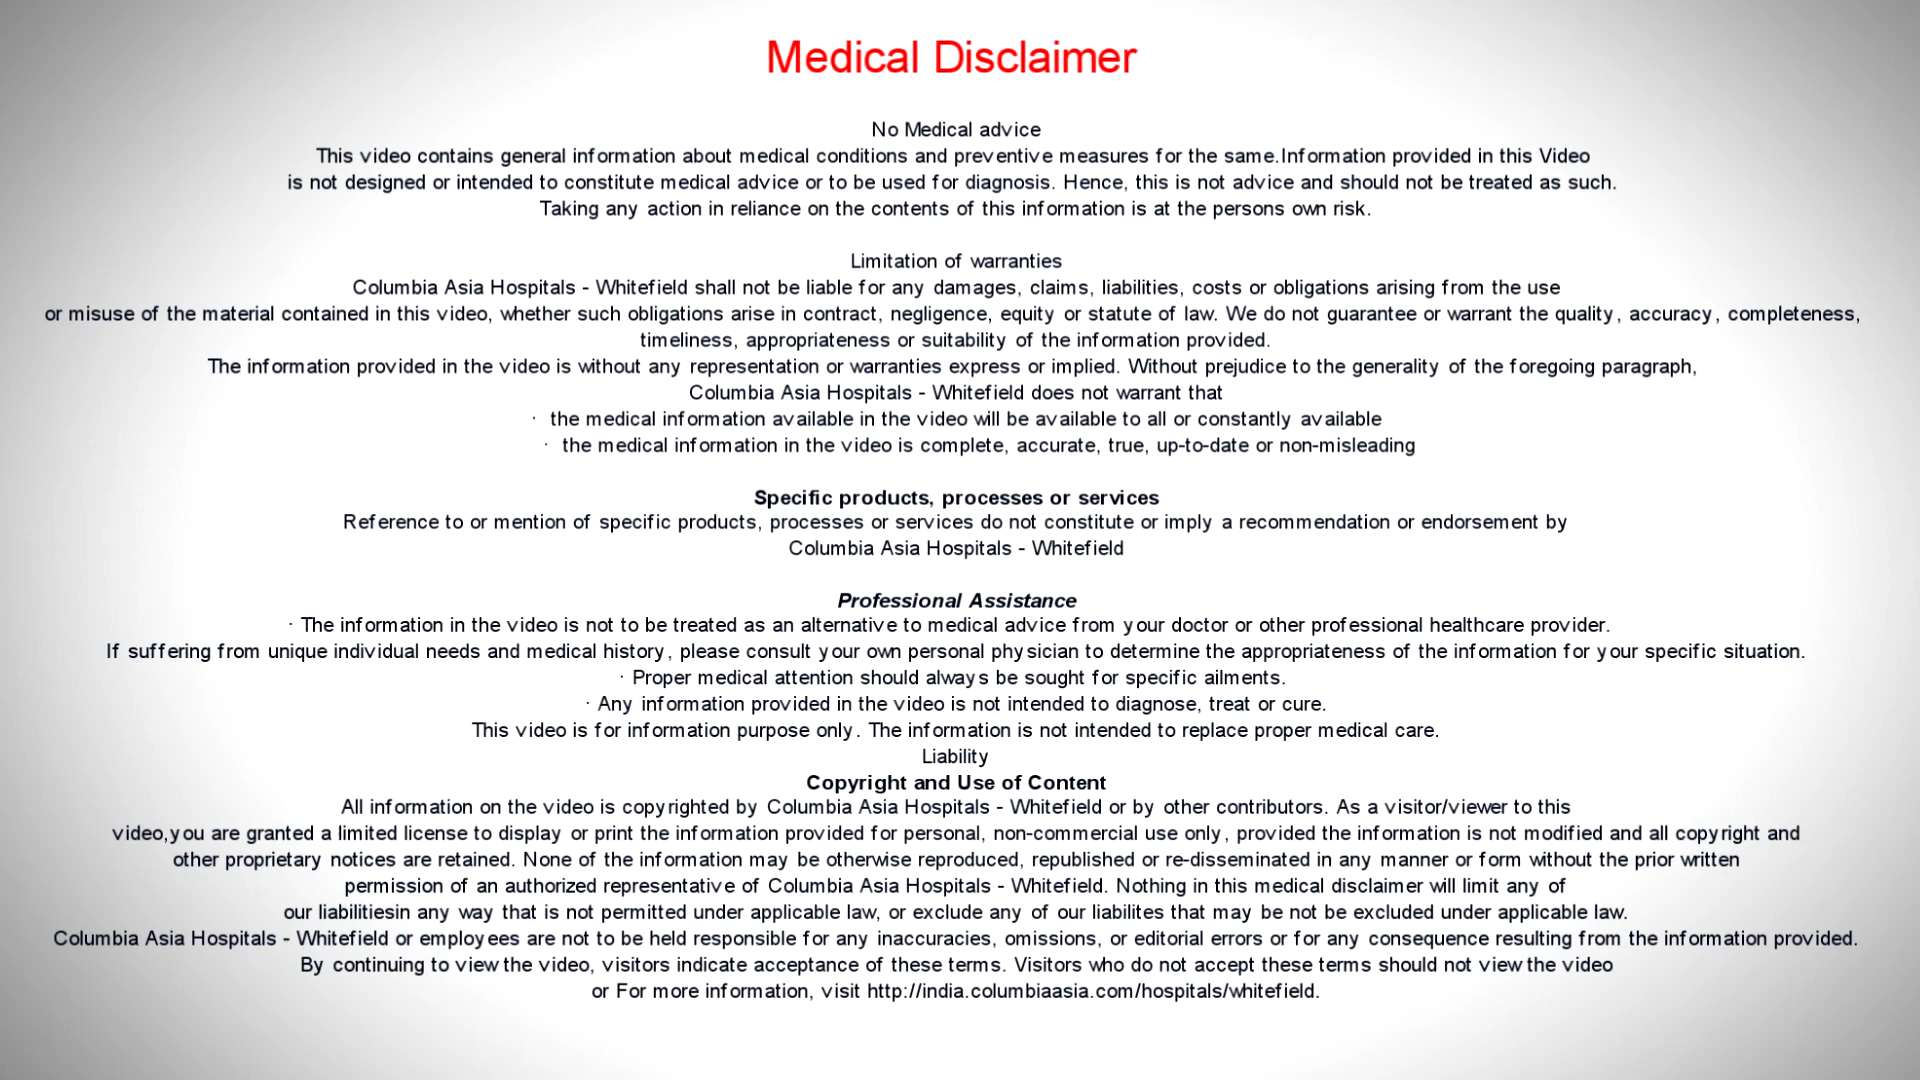 Medical Disclaimer
No Medical advice
This video contains general information about medical conditions and preventive measures for the same.Information provided in this Video
is not designed or intended to constitute medical advice or to be used for diagnosis. Hence, this is not advice and should not be treated as such.
Taking any action in reliance on the contents of this information is at the persons own risk.
Limitation of warranties
Columbia Asia Hospitals - Whitefield shall not be liable for any damages, claims, liabilities, costs or obligations arising from the use
or misuse of the material contained in this video, whether such obligations arise in contract, negligence, equity or statute of law. We do not guarantee or warrant the quality, accuracy, completeness,
timeliness, appropriateness or suitability of the information provided.
The information provided in the video is without any representation or warranties express or implied. Without prejudice to the generality of the foregoing paragraph,
Columbia Asia Hospitals - Whitefield does not warrant that
· the medical information available in the video will be available to all or constantly available
· the medical information in the video is complete, accurate, true, up-to-date or non-misleading
Specific products, processes or services
Reference to or mention of specific products, processes or services do not constitute or imply a recommendation or endorsement by
Columbia Asia Hospitals - Whitefield
Professional Assistance
· The information in the video is not to be treated as an alternative to medical advice from your doctor or other professional healthcare provider.
If suffering from unique individual needs and medical history, please consult your own personal physician to determine the appropriateness of the information for your specific situation.
· Proper medical attention should always be sought for specific ailments.
· Any information provided in the video is not intended to diagnose, treat or cure.
This video is for information purpose only. The information is not intended to replace proper medical care.
Liability
Copyright and Use of Content
All information on the video is copyrighted by Columbia Asia Hospitals - Whitefield or by other contributors. As a visitor/viewer to this
video,you are granted a limited license to display or print the information provided for personal, non-commercial use only, provided the information is not modified and all copyright and
other proprietary notices are retained. None of the information may be otherwise reproduced, republished or re-disseminated in any manner or form without the prior written
permission of an authorized representative of Columbia Asia Hospitals - Whitefield. Nothing in this medical disclaimer will limit any of
our liabilitiesin any way that is not permitted under applicable law, or exclude any of our liabilites that may be not be excluded under applicable law.
Columbia Asia Hospitals - Whitefield or employees are not to be held responsible for any inaccuracies, omissions, or editorial errors or for any consequence resulting from the information provided.
By continuing to view the video, visitors indicate acceptance of these terms. Visitors who do not accept these terms should not view the video
or For more information, visit http://india.columbiaasia.com/hospitals/whitefield.